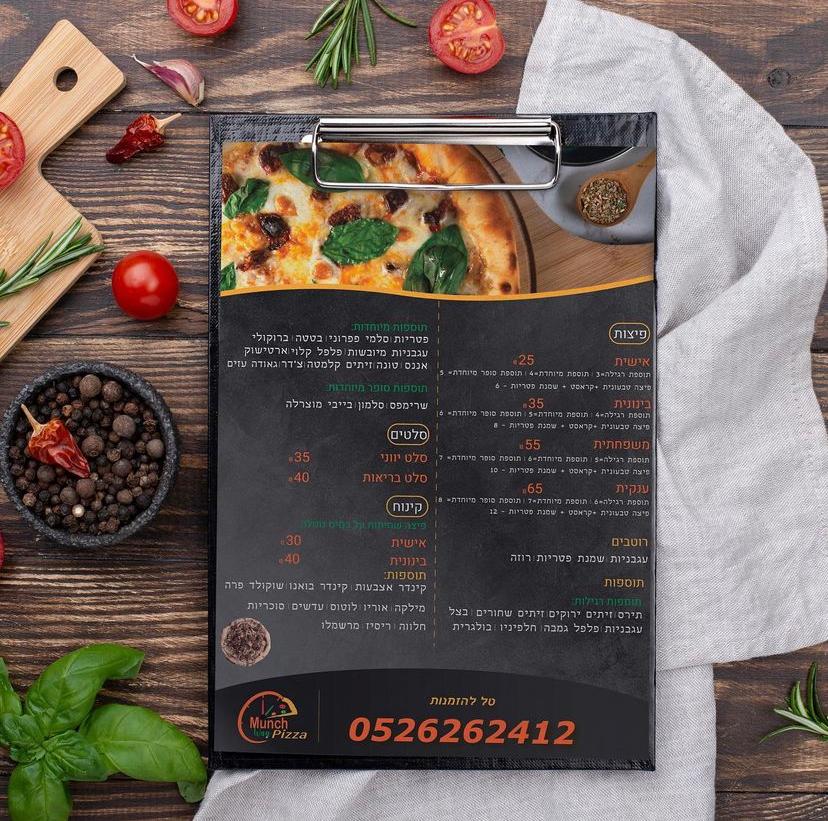 פיצות
אישית 25₪
תוספת רגילה=3 | תוספת מיוחדת=4 | תוספת סופר מיוחדת= 5
פיצה טבעונית +קראסט + שמנת פטריות - 6
בינונית 35₪
תוספת רגילה=4 | תוספת מיוחדת=5 | תוספת סופר מיוחדת= 6
פיצה טבעונית +קראסט + שמנת פטריות - 8
משפחתית 55₪
תוספת רגילה=5 | תוספת מיוחדת=6 | תוספת סופר מיוחדת= 7
פיצה טבעונית +קראסט + שמנת פטריות - 10
ענקית 65₪
תוספת רגילה=6 | תוספת מיוחדת=7 | תוספת סופר מיוחדת= 8
פיצה טבעונית +קראסט + שמנת פטריות - 12
רוטבים
עגבניות|שמנת פטריות|רוזה
תוספות
תוספות רגילות:
תירס|זיתים ירוקים|זיתים שחורים|בצל
עגבניות|פלפל גמבה|חלפיניו|בולגרית
תוספות מיוחדות:
פטריות|סלמי פפרוני|בטטה|ברוקולי
עגבניות מיובשות|פלפל קלוי|ארטישוק
אננס|טונה|זיתים קלמטה|צ'דר|גאודה עזים
תוספות סופר מיוחדות:
שרימפס|סלמון|בייבי מוצרלה
סלטים
סלט יווני 35₪
סלט בריאות 40₪
קינוח
פיצה שחיתות על בסיס נוטלה:
אישית 30₪
בינונית 40₪
תוספות:
קינדר אצבעות|קינדר בואנו|שוקולד פרה
מילקה|אוריו|לוטוס|עדשים|סוכריות
חלווה|ריסיז|מרשמלו
טל להזמנות
0526262412
Munch
Way Pizza